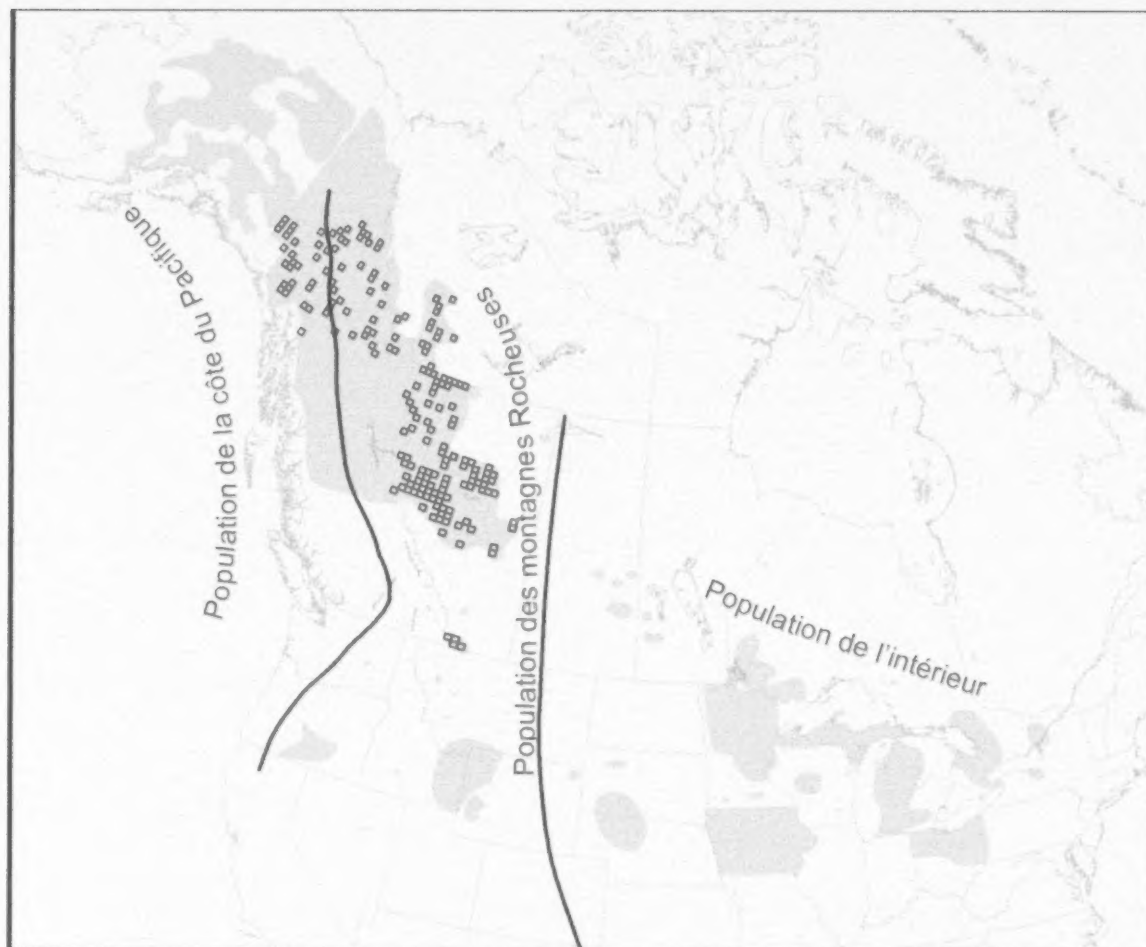 Population de la côte du Pacifique
Population des montagnes Rocheuses
Population de l'intérieur